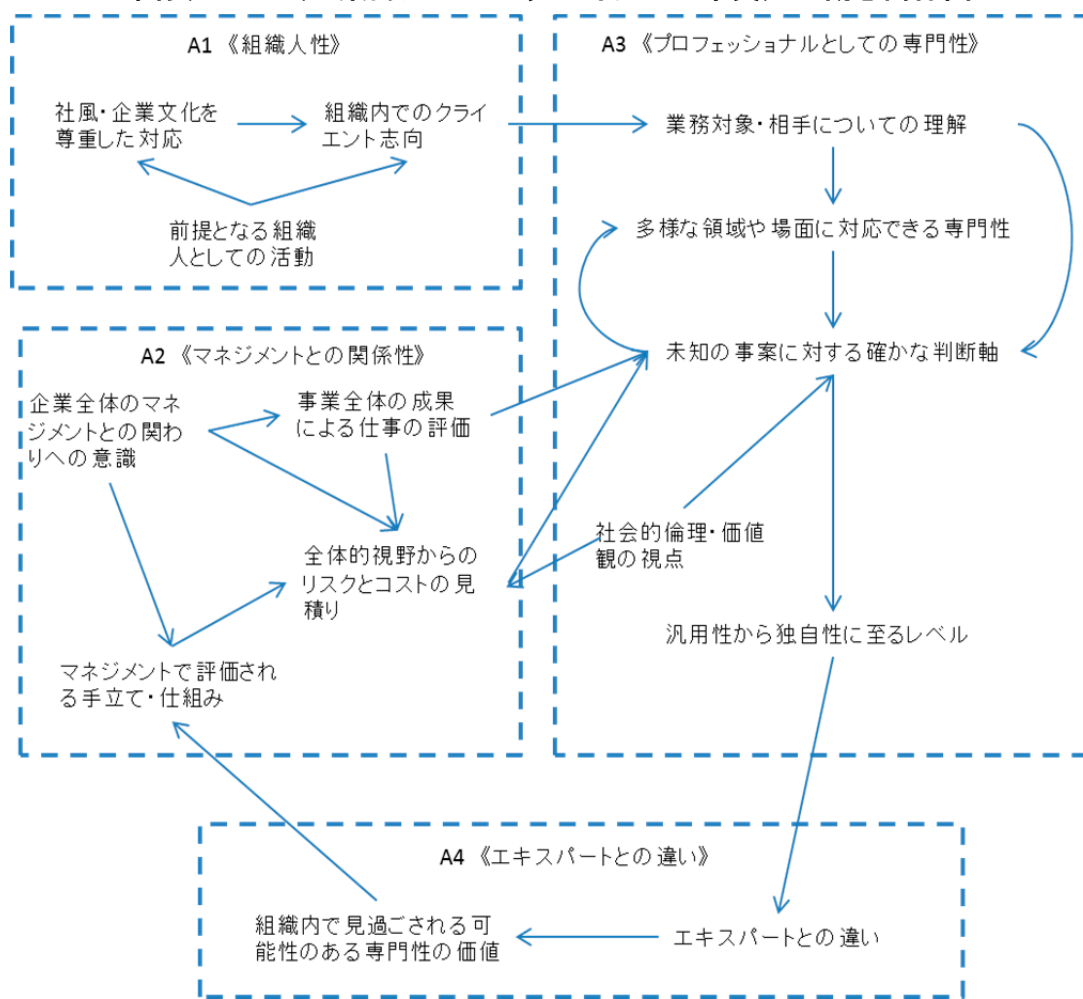 A1 《組織人性》
社風・企業文化を
尊重した対応
組織内でのクライ
エント志向
前提となる組織
人としての活動
A3 《プロフェッショナルとしての専門性》
業務対象・相手についての理解
多様な領域や場面に対応できる専門性
未知の事案に対する確かな判断軸
社会的倫理・価値
観の視点
汎用性から独自性に至るレベル
A2 《マネジメントとの関係性》
企業全体のマネ
ジメントとの関わ
りへの意識
事業全体の成果
による仕事の評価
全体的視野からの
リスクとコストの見
積り
マネジメントで評価され
る手立て・仕組み
A4 《エキスパートとの違い》
組織内で見過ごされる可
能性のある専門性の価値
エキスパートとの違い